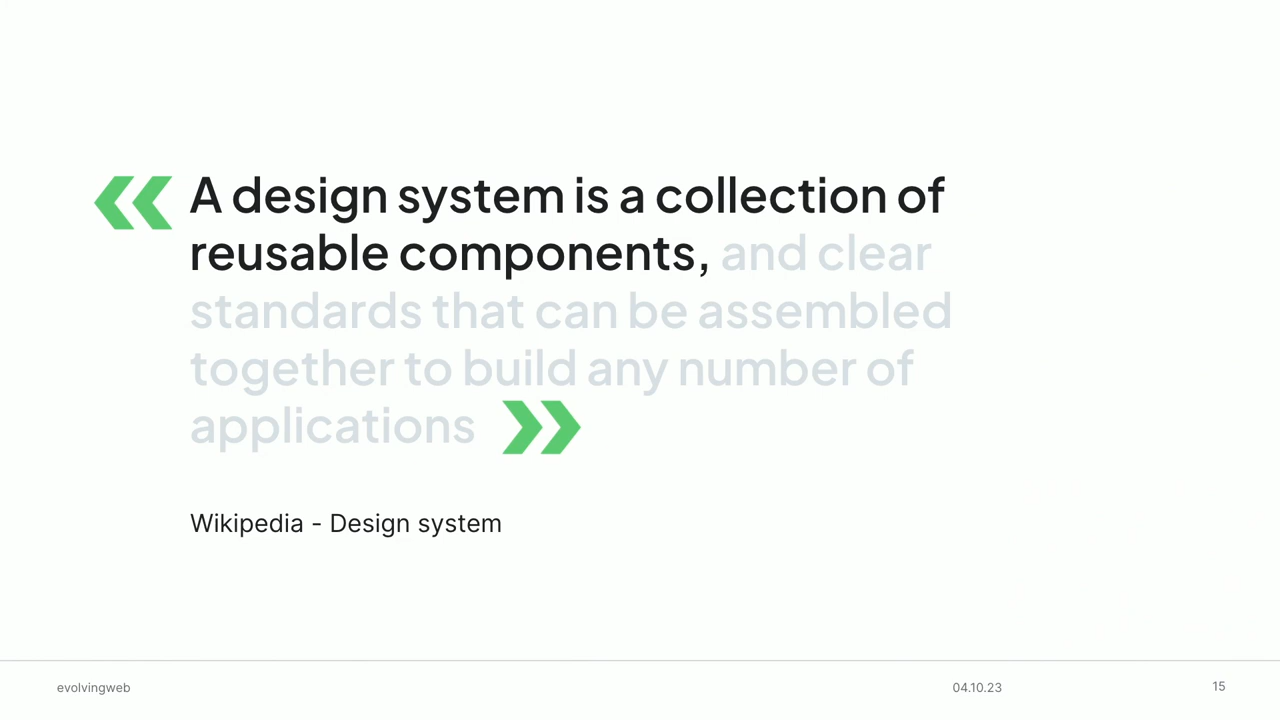 A design system is a collection of
reusable components, and clear
standards that can be assembled
together to build any number of
applications
Wikipedia - Design system
evolvingweb
04.10.23
15